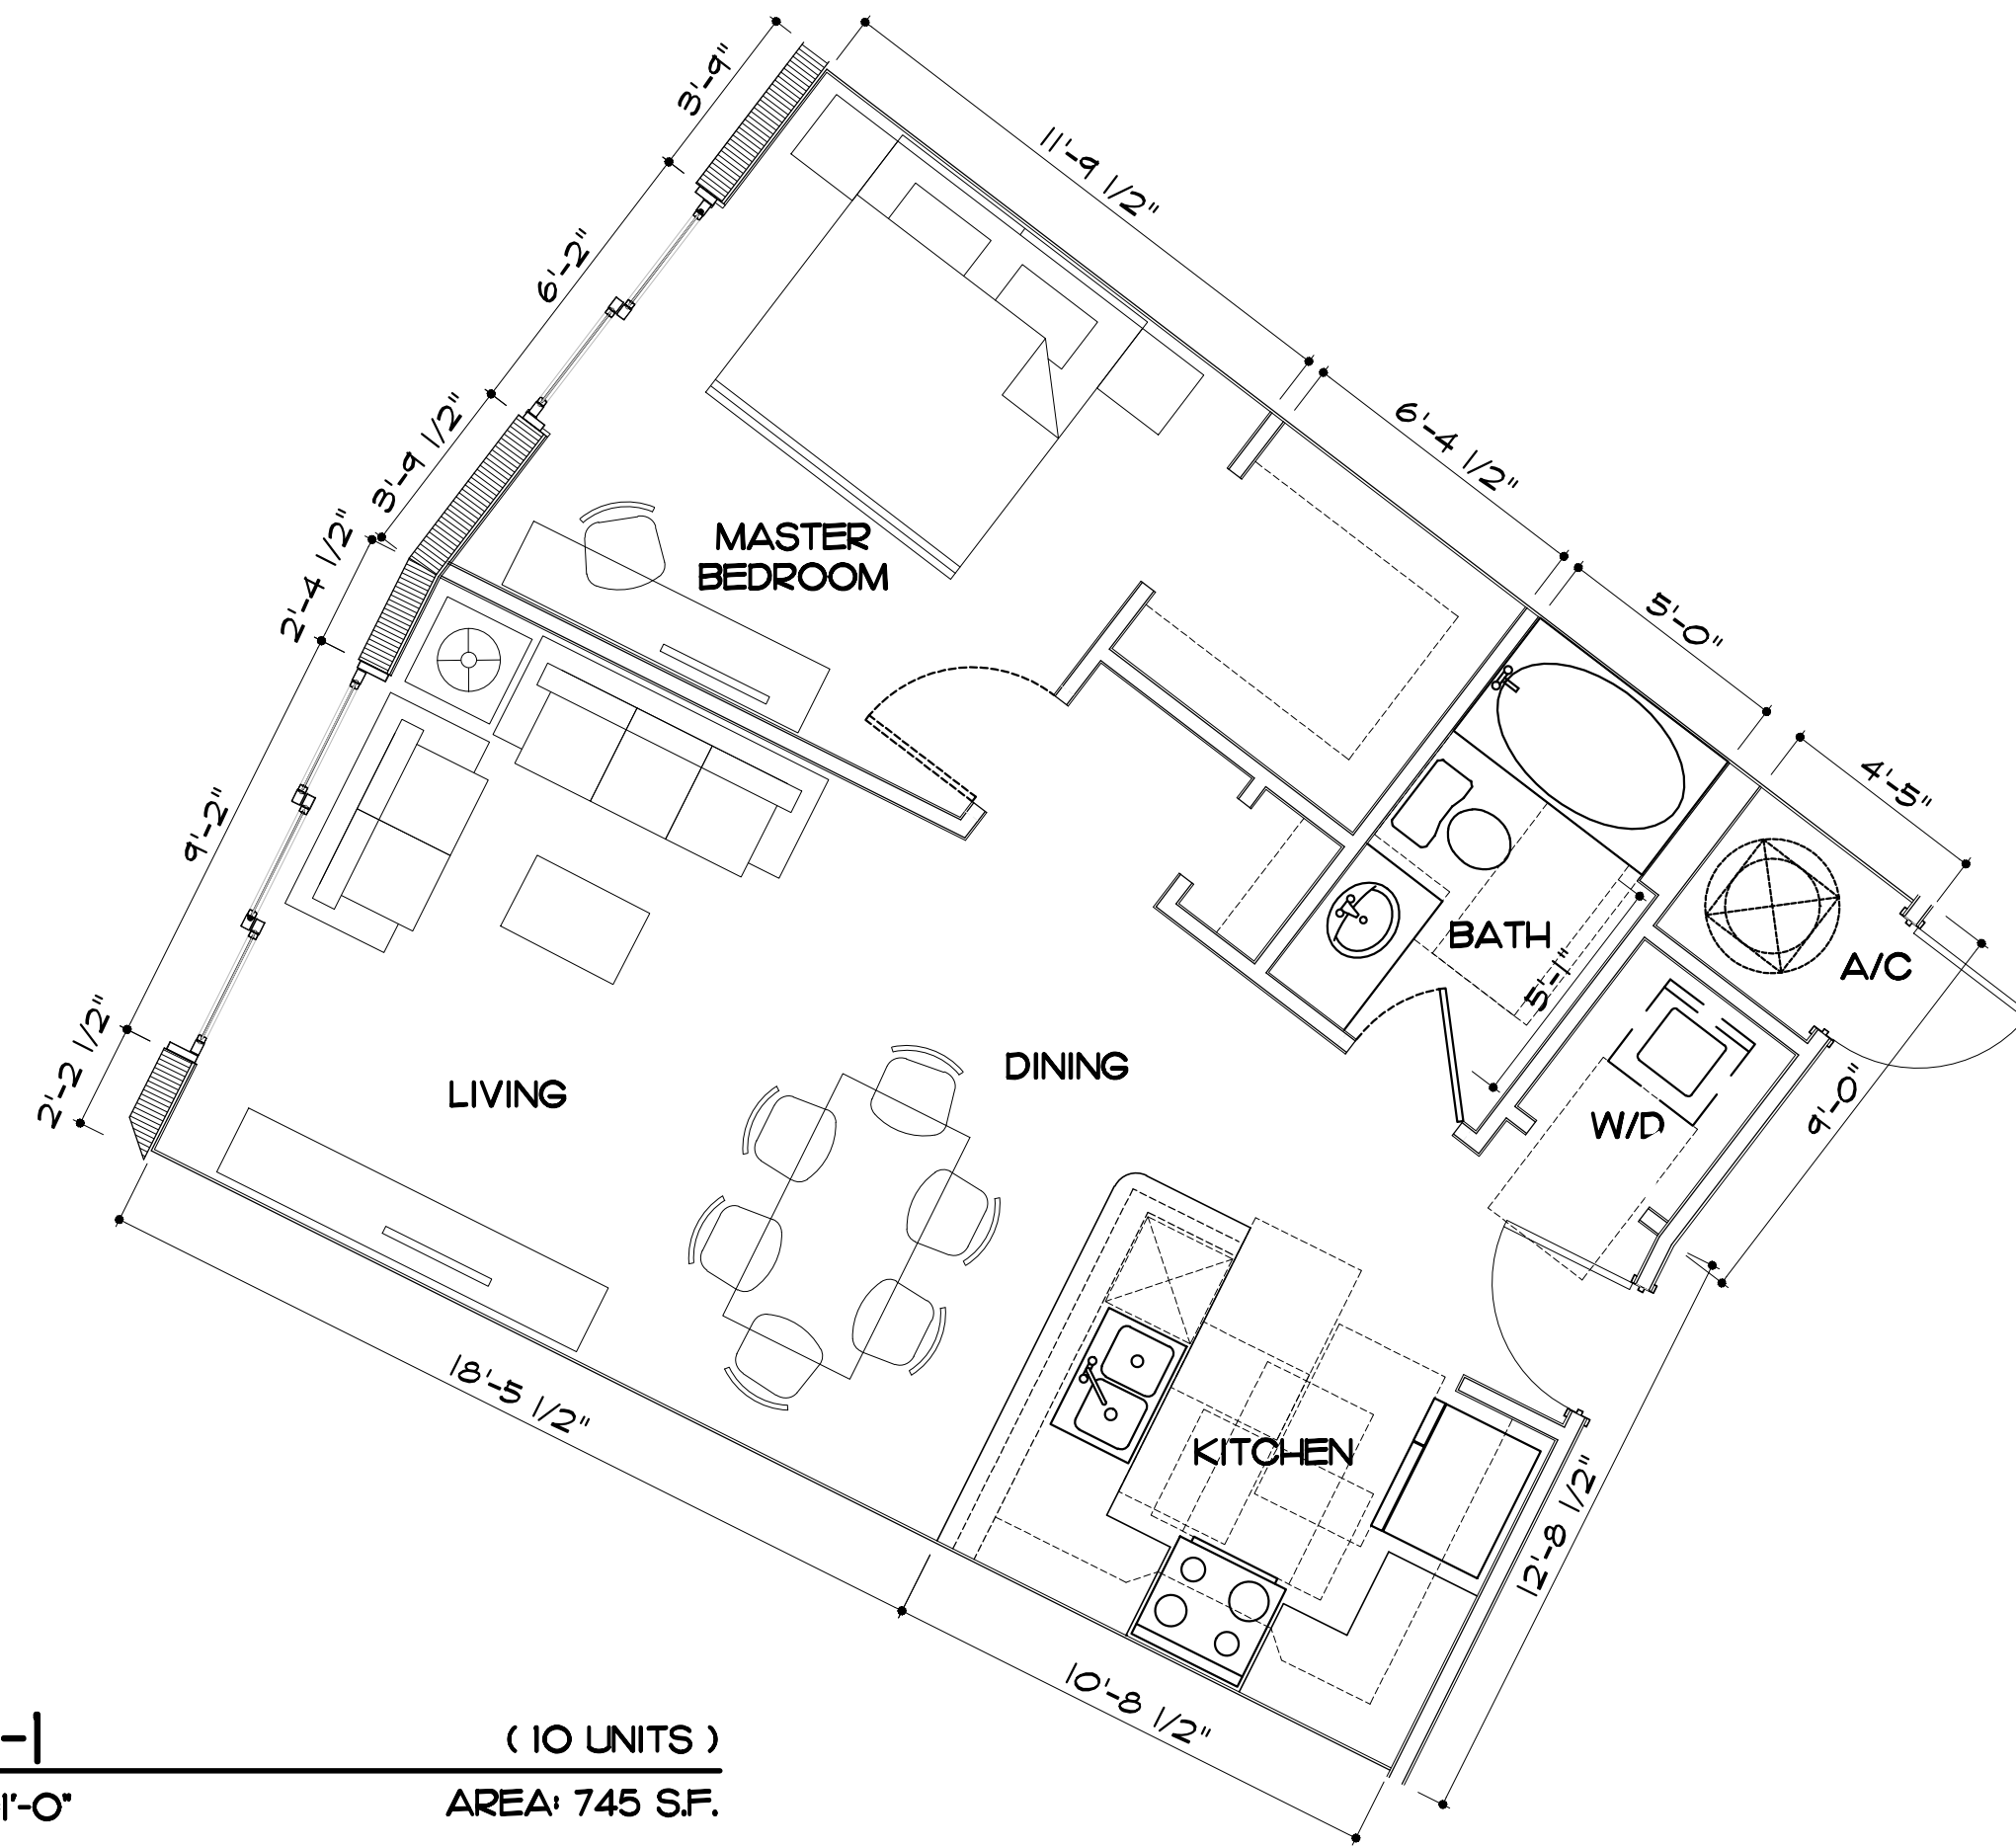 3'-9"
11'-9 1/2"
6'-2"
6'-4 1/2"
3'-9 1/2"
2'-4 1/2"
MASTER
BEDROOM
5'-0"
4'-5"
9'-2"
BATH
A/C
5'-1"
2'-2 1/2"
LIVING
DINING
W/D
9'-0"
18'-5 1/2"
KITCHEN
12'-8 1/2"
10'-8 1/2"
-1
( 10 UNITS )
1'-0"
AREA: 745 S.F.